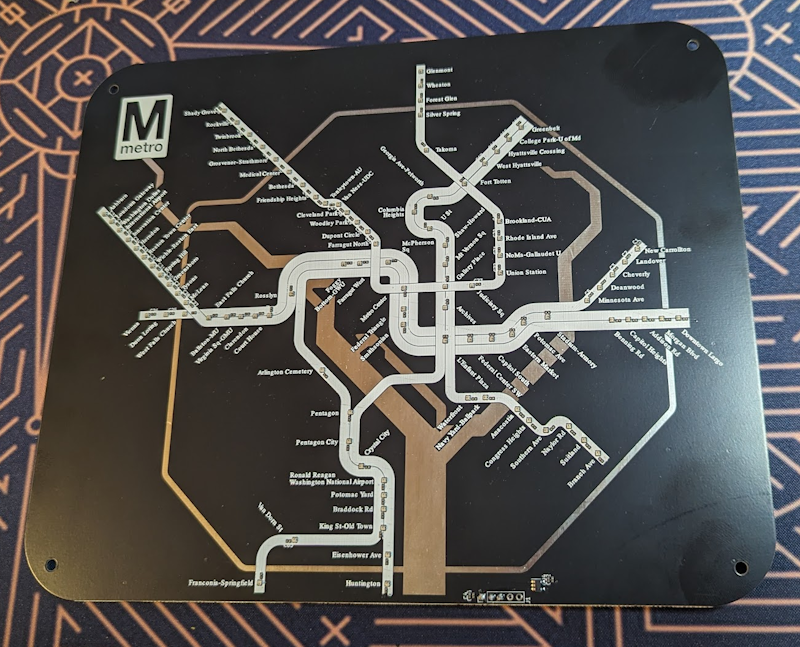 M
metro
Glenmont
Wheaton
Forest Glen
Silver Spring
Takoma
Fort Totten
Georgia Ave-Petworth
Columbia
Heights
U St
Shaw-Howard
Mt Vernon Sq
Gallery Place
Judiciary Sq
Archives
Greenbelt
College Park-U of Md
Hyattsville Crossing
West Hyattsville
Brookland-CUA
Rhode Island Ave
NoMa-Gallaudet U
Union Station
Shady Grove
Rockville
Twinbrook
North Bethesda
Grosvenor-Strathmore
Medical Center
Bethesda
Friendship Heights
Tenleytown-AU
Van Ness-UDC
Cleveland Park
Woodley Park
Dupont Circle
Farragut North
McPherson
Sq
Farragut West
Metro Center
Federal Triangle
Smithsonian
Foggy
Bottom-GWU
Rosslyn
East Falls Church
Ballston-MU
Virginia Sq-GMU
Clarendon
Court House
Vienna
Dunn Loring
West Falls Church
New Carrollton
Landover
Cheverly
Deanwood
Minnesota Ave
Downtown Largo
Morgan Blvd
Addison Rd
Capitol Heights
Benning Rd
Stadium-Armory
Potomac Ave
Eastern Market
Capitol South
Federal Center SW
L'Enfant Plaza
Waterfront
Navy Yard-Ballpark
Anacostia
Congress Heights
Southern Ave
Naylor Rd
Suitland
Branch Ave
Arlington Cemetery
Pentagon
Pentagon City
Crystal City
Ronald Reagan
Washington National Airport
Potomac Yard
Braddock Rd
King St-Old Town
Eisenhower Ave
Huntington
Van Dorn St
Franconia-Springfield